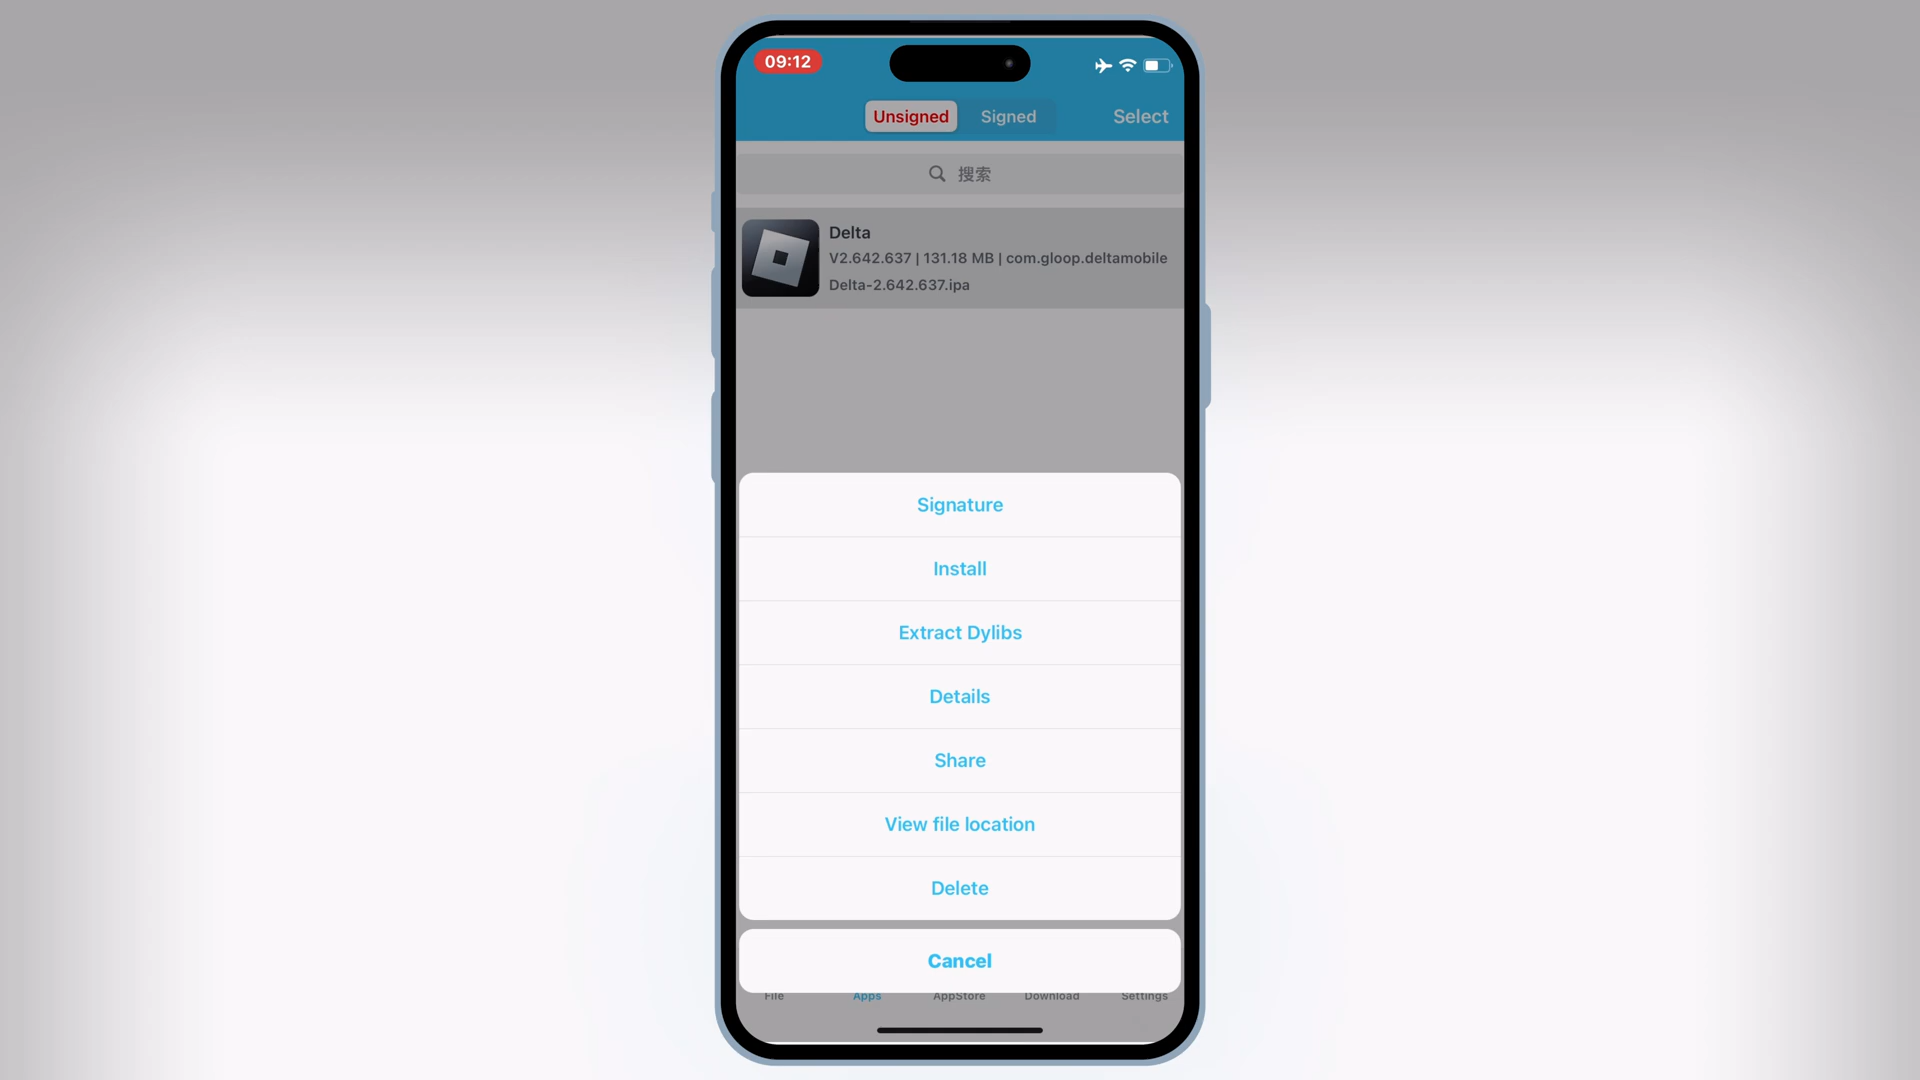 09:12
Unsigned
Signed
Select
搜索
Delta
V2.642.637 | 131.18 MB | com.gloop.deltamobile
Delta-2.642.637.ipa
Signature
Install
Extract Dylibs
Details
Share
View file location
Delete
Cancel
File
Apps
AppStore
Download
Settings